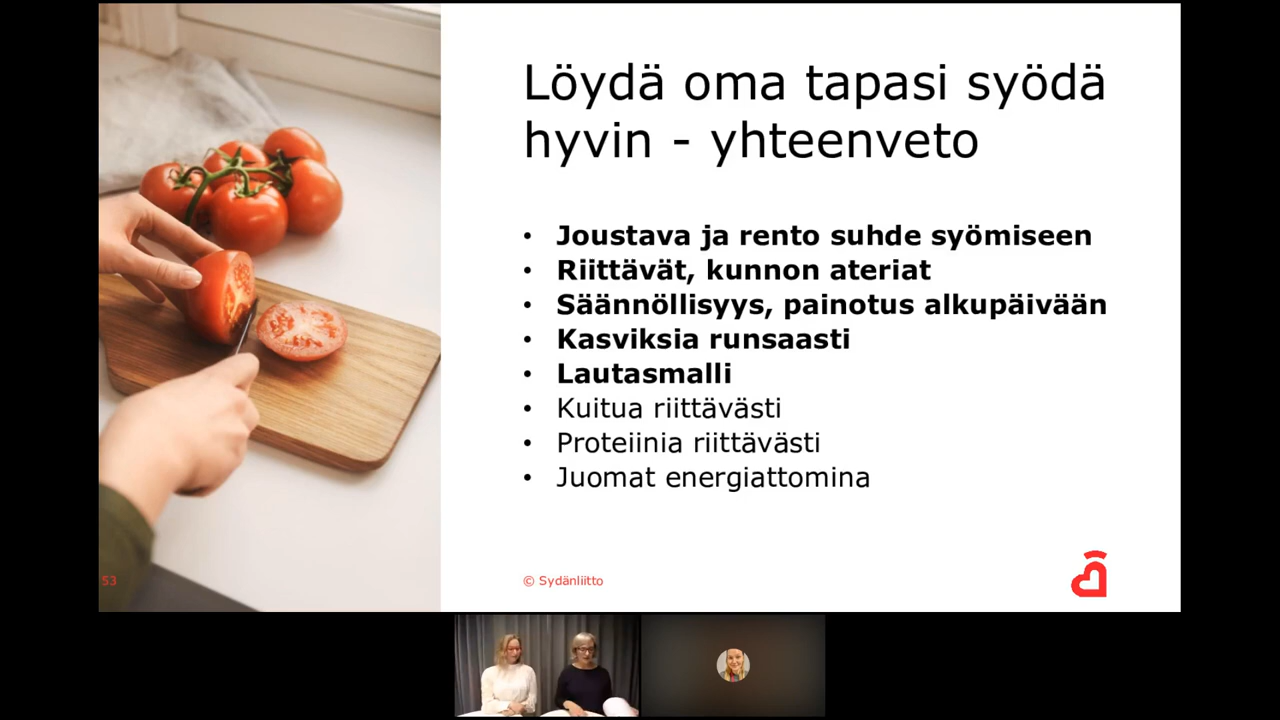 Löydä oma tapasi syödä
hyvin - yhteenveto
• Joustava ja rento suhde syömiseen
• Riittävät, kunnon ateriat
• Säännöllisyys, painotus alkupäivään
• Kasviksia runsaasti
• Lautasmalli
• Kuitua riittävästi
• Proteiinia riittävästi
• Juomat energiattomina
53
© Sydänliitto